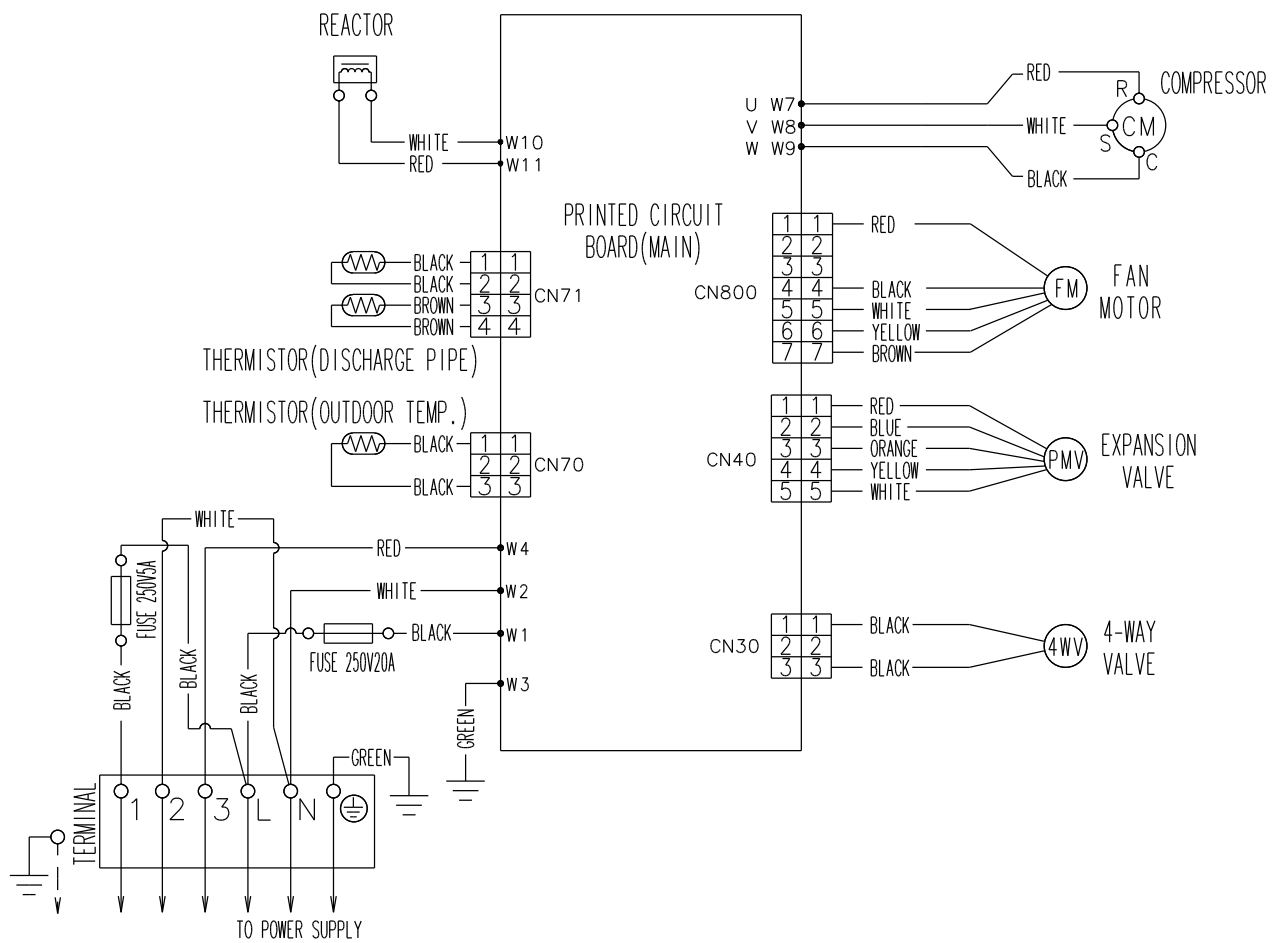 REACTOR
WHITE
RED
W10
W11
U W7
V W8
W W9
RED
WHITE
BLACK
R
S
C
CM
COMPRESSOR
PRINTED CIRCUIT
BOARD(MAIN)
BLACK 1 1
BLACK 2 2
BROWN 3 3
BROWN 4 4
CN71
THERMISTOR(DISCHARGE PIPE)
THERMISTOR(OUTDOOR TEMP.)
BLACK 1 1
2 2
BLACK 3 3
CN70
CN800
1 1 RED
2 2
3 3
4 4 BLACK
5 5 WHITE
6 6 YELLOW
7 7 BROWN
FM
FAN
MOTOR
CN40
1 1 RED
2 2 BLUE
3 3 ORANGE
4 4 YELLOW
5 5 WHITE
PMV
EXPANSION
VALVE
CN30
1 1 BLACK
2 2
3 3 BLACK
4WV
4-WAY
VALVE
WHITE
RED
W4
WHITE
W2
BLACK
W1
FUSE 250V20A
W3
GREEN
FUSE 250V5A
BLACK
BLACK
BLACK
GREEN
TERMINAL
1 2 3 L N
TO POWER SUPPLY